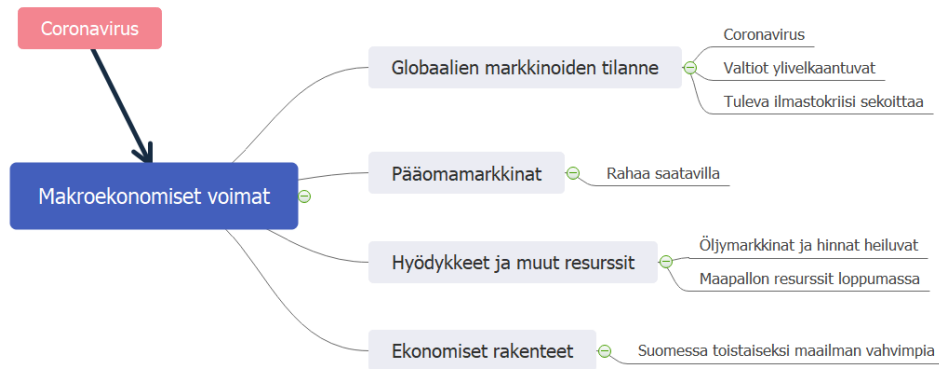 Coronavirus
Makroekonomiset voimat
Globaalien markkinoiden tilanne
Coronavirus
Valtiot ylivelkaantuvat
Tuleva ilmastokriisi sekoittaa
Pääomamarkkinat
Rahaa saatavilla
Hyödykkeet ja muut resurssit
Öljymarkkinat ja hinnat heiluvat
Maapallon resurssit loppumassa
Ekonomiset rakenteet
Suomessa toistaiseksi maailman vahvimpia